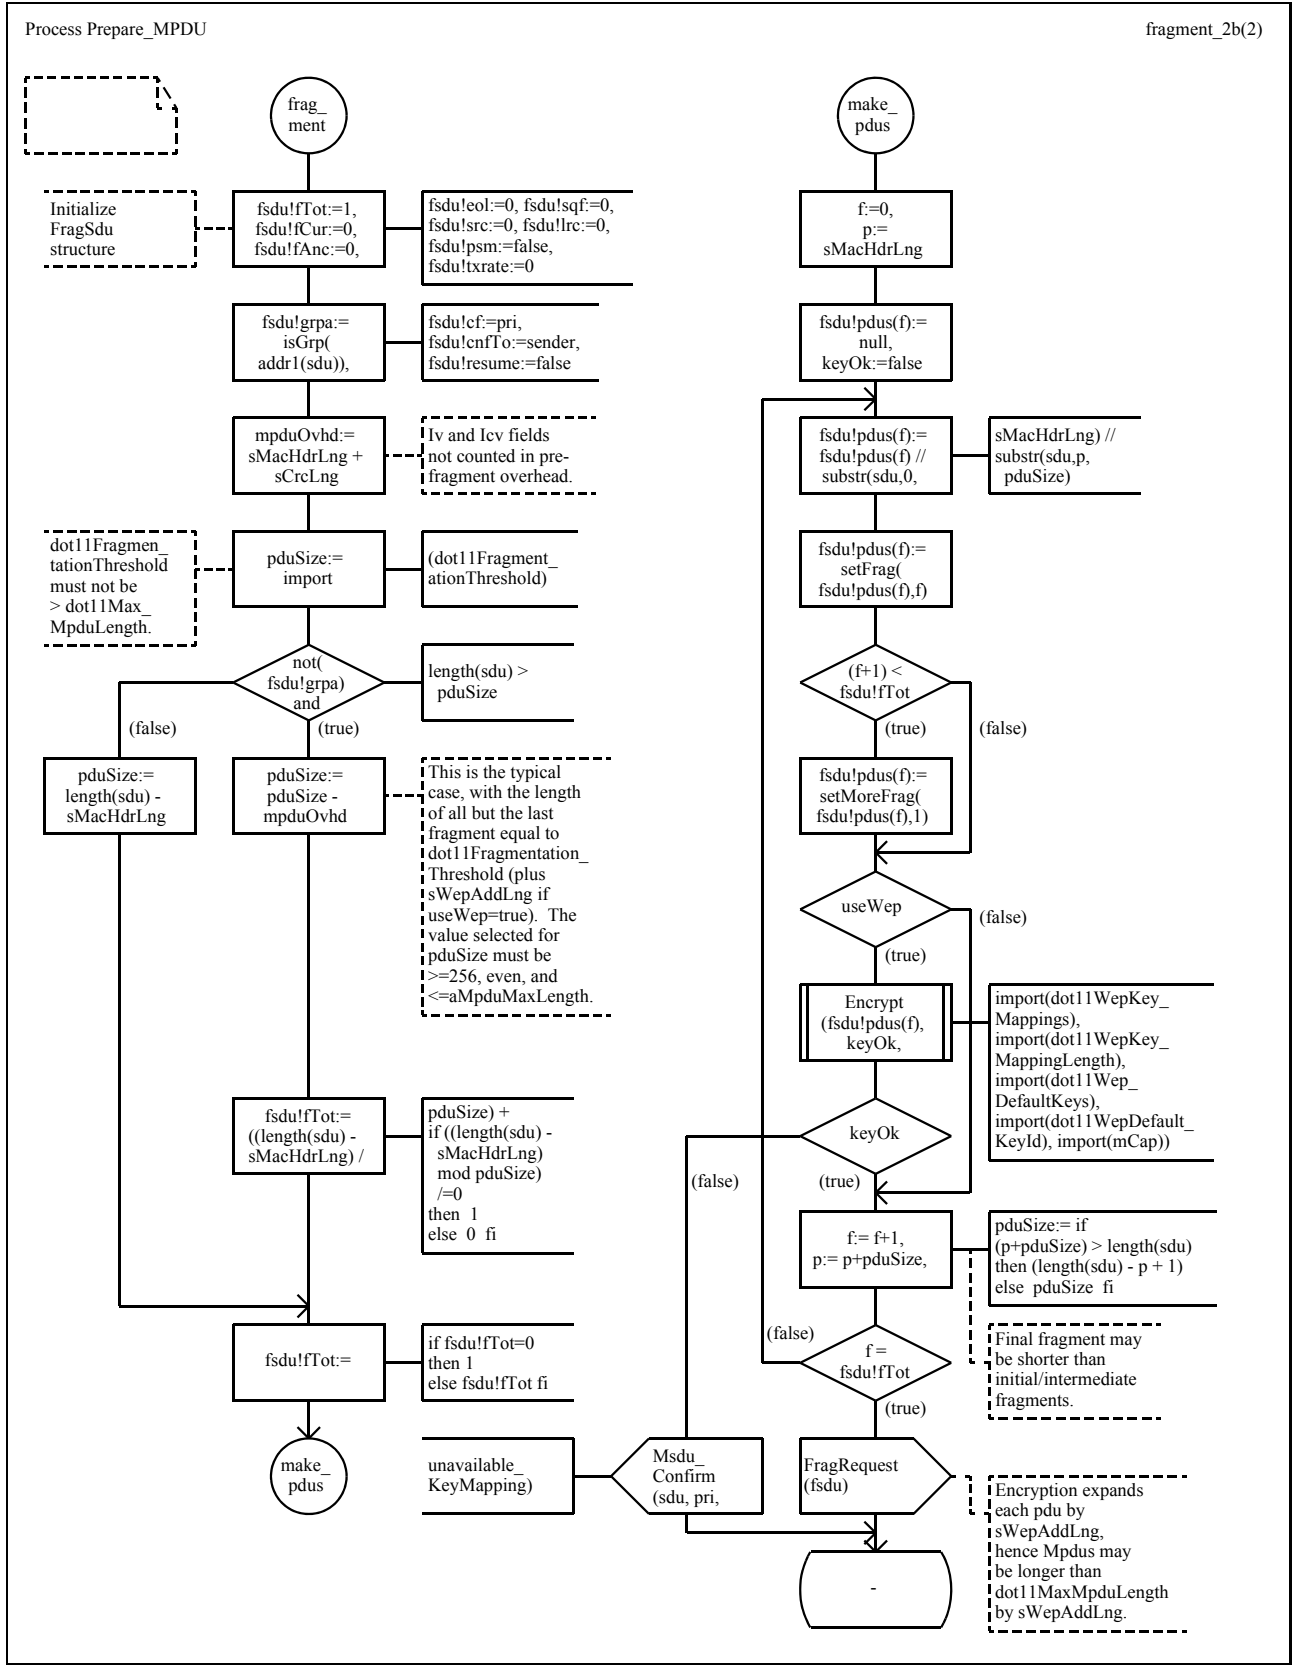 Process Prepare_MPDU
fragment_2b(2)
frag_
ment
Initialize
FragSdu
structure
fsdu!fTot:=1,
fsdu!fCur:=0,
fsdu!fAnc:=0,
fsdu!eol:=0, fsdu!sqf:=0,
fsdu!src:=0, fsdu!lrc:=0,
fsdu!psm:=false,
fsdu!txrate:=0
fsdu!grpa:=
isGrp(
addr1(sdu)),
fsdu!cf:=pri,
fsdu!cnfTo:=sender,
fsdu!resume:=false
mpduOvhd:=
sMacHdrLng +
sCrcLng
Iv and Icv fields
not counted in pre-
fragment overhead.
dot11Fragmen_
tationThreshold
must not be
> dot11Max_
MpduLength.
pduSize:=
import
(dot11Fragment_
ationThreshold)
not(
fsdu!grpa)
and
length(sdu) >
pduSize
(false)
(true)
pduSize:=
length(sdu) -
sMacHdrLng
pduSize:=
pduSize -
mpduOvhd
This is the typical
case, with the length
of all but the last
fragment equal to
dot11Fragmentation_
Threshold (plus
sWepAddLng if
useWep=true).  The
value selected for
pduSize must be
>=256, even, and
<=aMpduMaxLength.
fsdu!fTot:=
((length(sdu) -
sMacHdrLng) /
pduSize) +
if ((length(sdu) -
sMacHdrLng)
mod pduSize)
/=0
then  1
else  0  fi
fsdu!fTot:=
if fsdu!fTot=0
then 1
else fsdu!fTot fi
make_
pdus
make_
pdus
f:=0,
p:=
sMacHdrLng
fsdu!pdus(f):=
null,
keyOk:=false
fsdu!pdus(f):=
fsdu!pdus(f) //
substr(sdu,0,
sMacHdrLng) //
substr(sdu,p,
pduSize)
fsdu!pdus(f):=
setFrag(
fsdu!pdus(f),f)
(f+1) <
fsdu!fTot
(true)
(false)
fsdu!pdus(f):=
setMoreFrag(
fsdu!pdus(f),1)
useWep
(false)
(true)
Encrypt
(fsdu!pdus(f),
keyOk,
import(dot11WepKey_
Mappings),
import(dot11WepKey_
MappingLength),
import(dot11Wep_
DefaultKeys),
import(dot11WepDefault_
KeyId), import(mCap))
keyOk
(false)
(true)
f:= f+1,
p:= p+pduSize,
pduSize:= if
(p+pduSize) > length(sdu)
then (length(sdu) - p + 1)
else  pduSize  fi
Final fragment may
be shorter than
initial/intermediate
fragments.
(false)
f =
fsdu!fTot
(true)
unavailable_
KeyMapping)
Msdu_
Confirm
(sdu, pri,
FragRequest
(fsdu)
Encryption expands
each pdu by
sWepAddLng,
hence Mpdus may
be longer than
dot11MaxMpduLength
by sWepAddLng.
-